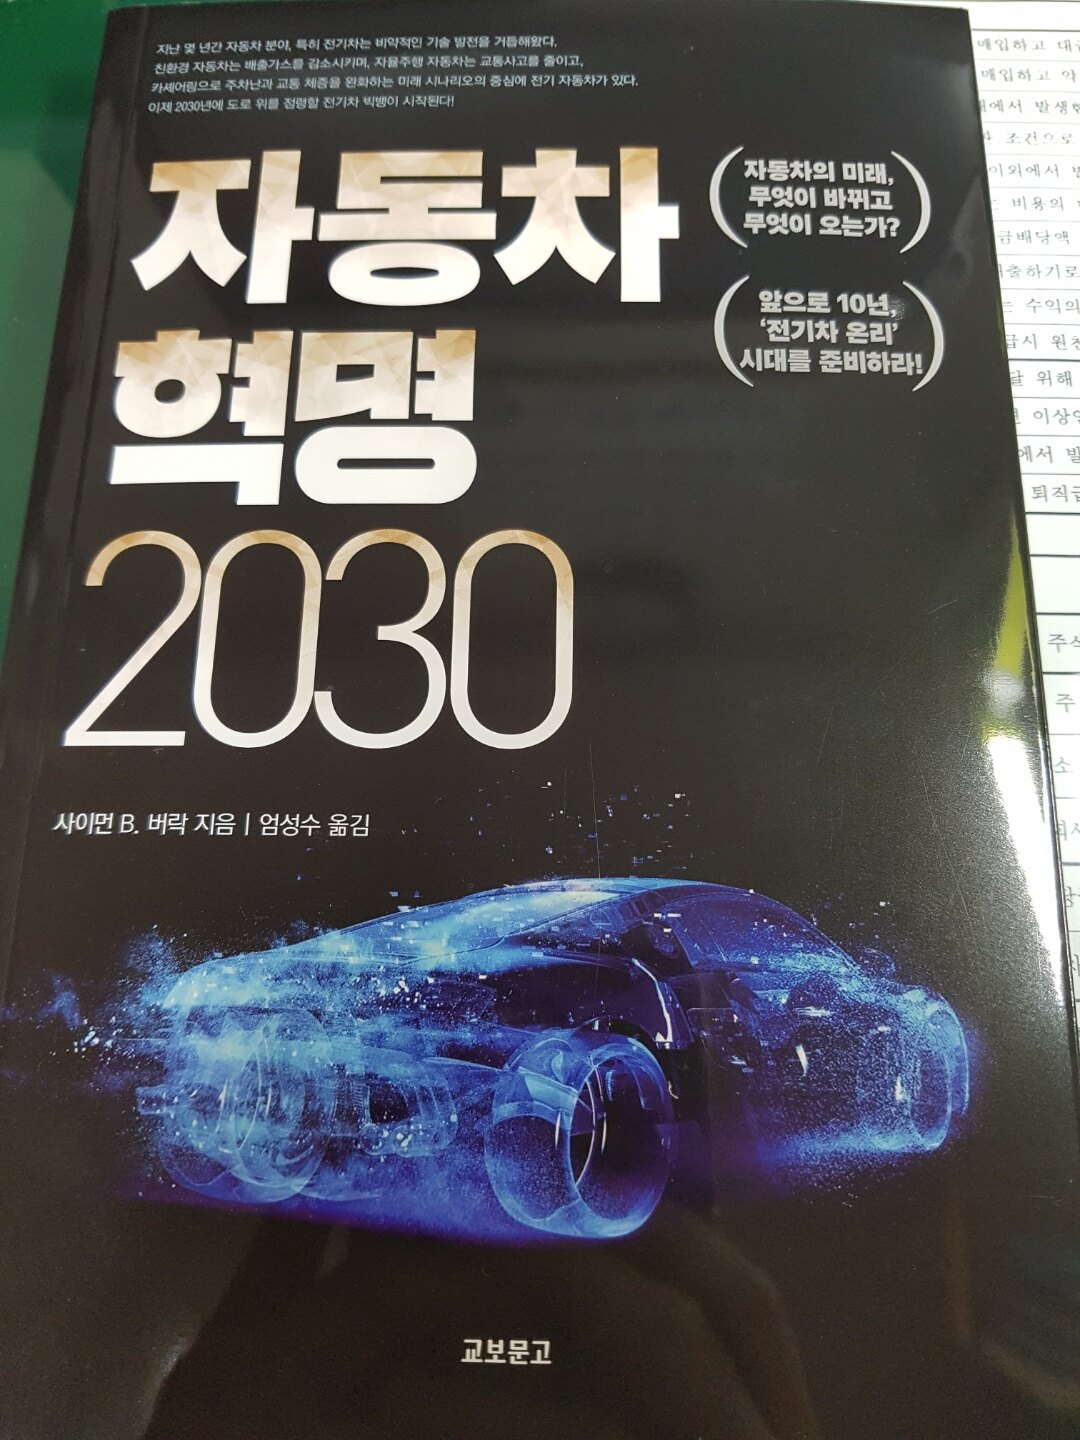 지난 몇 년간 자동차 분야, 특히 전기차는 비약적인 기술 발전을 거듭해왔다.
친환경 자동차는 배출가스를 감소시키며, 자율주행 자동차는 교통사고를 줄이고,
카셰어링으로 주차난과 교통 체증을 완화하는 미래 시나리오의 중심에 전기 자동차가 있다.
이제 2030년에 도로 위를 점령할 전기차 빅뱅이 시작된다!
자동차
혁명
2030
자동차의 미래,
무엇이 바뀌고
무엇이 오는가?
앞으로 10년,
‘전기차 온리’
시대를 준비하라!
사이먼 B. 버락 지음 | 엄성수 옮김
교보문고
매입하고
매입하고
에서 발생
조건으로
이외에서
비용의
금배당액
출하기로
수익의
급시
위해
이상
에서
퇴직급
주식
주
소